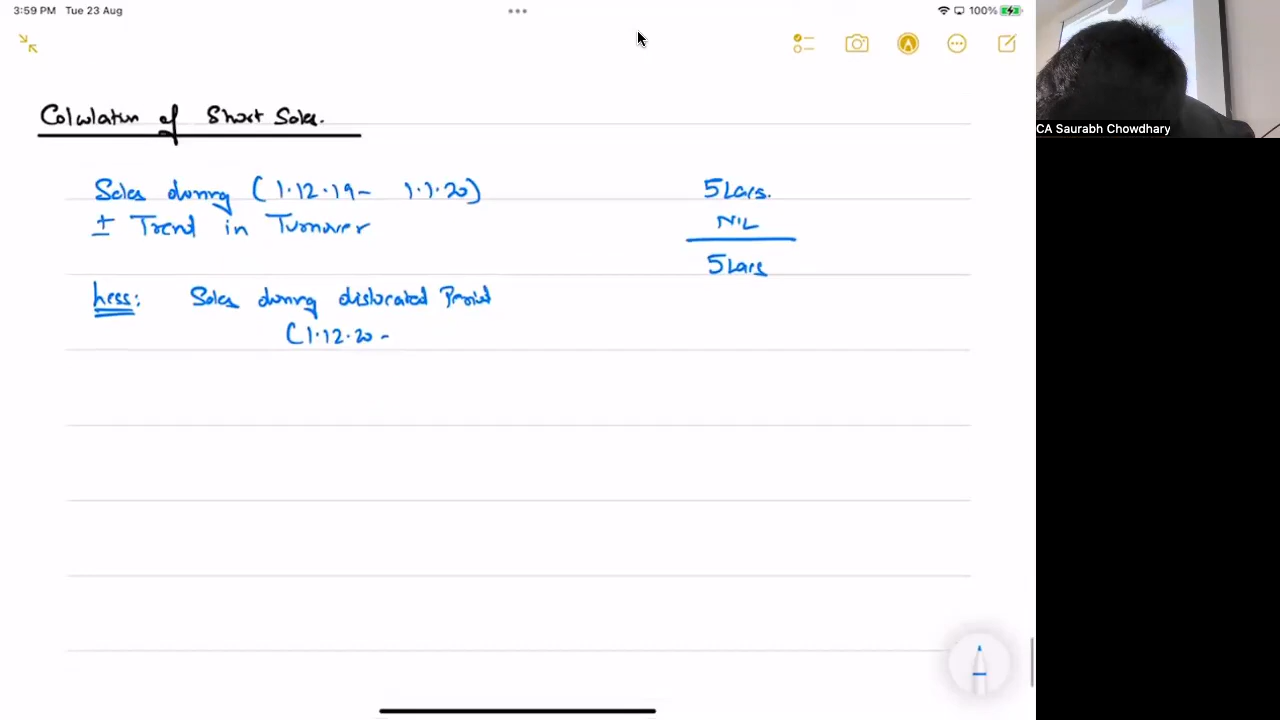 3:59 PM Tue 23 Aug
100%
Calculation of Short Sales.
Sales during (1.12.19 - 1.1.20) 5 Lacs.
± Trend in Turnover NIL
5 Lacs
Less: Sales during dislocated Period
(1.12.20 -
CA Saurabh Chowdhary